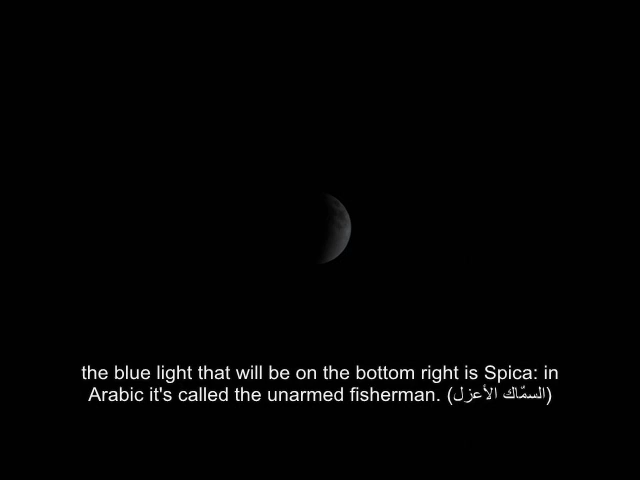 the blue light that will be on the bottom right is Spica: in
Arabic it's called the unarmed fisherman. (السمّاك الأعزل)